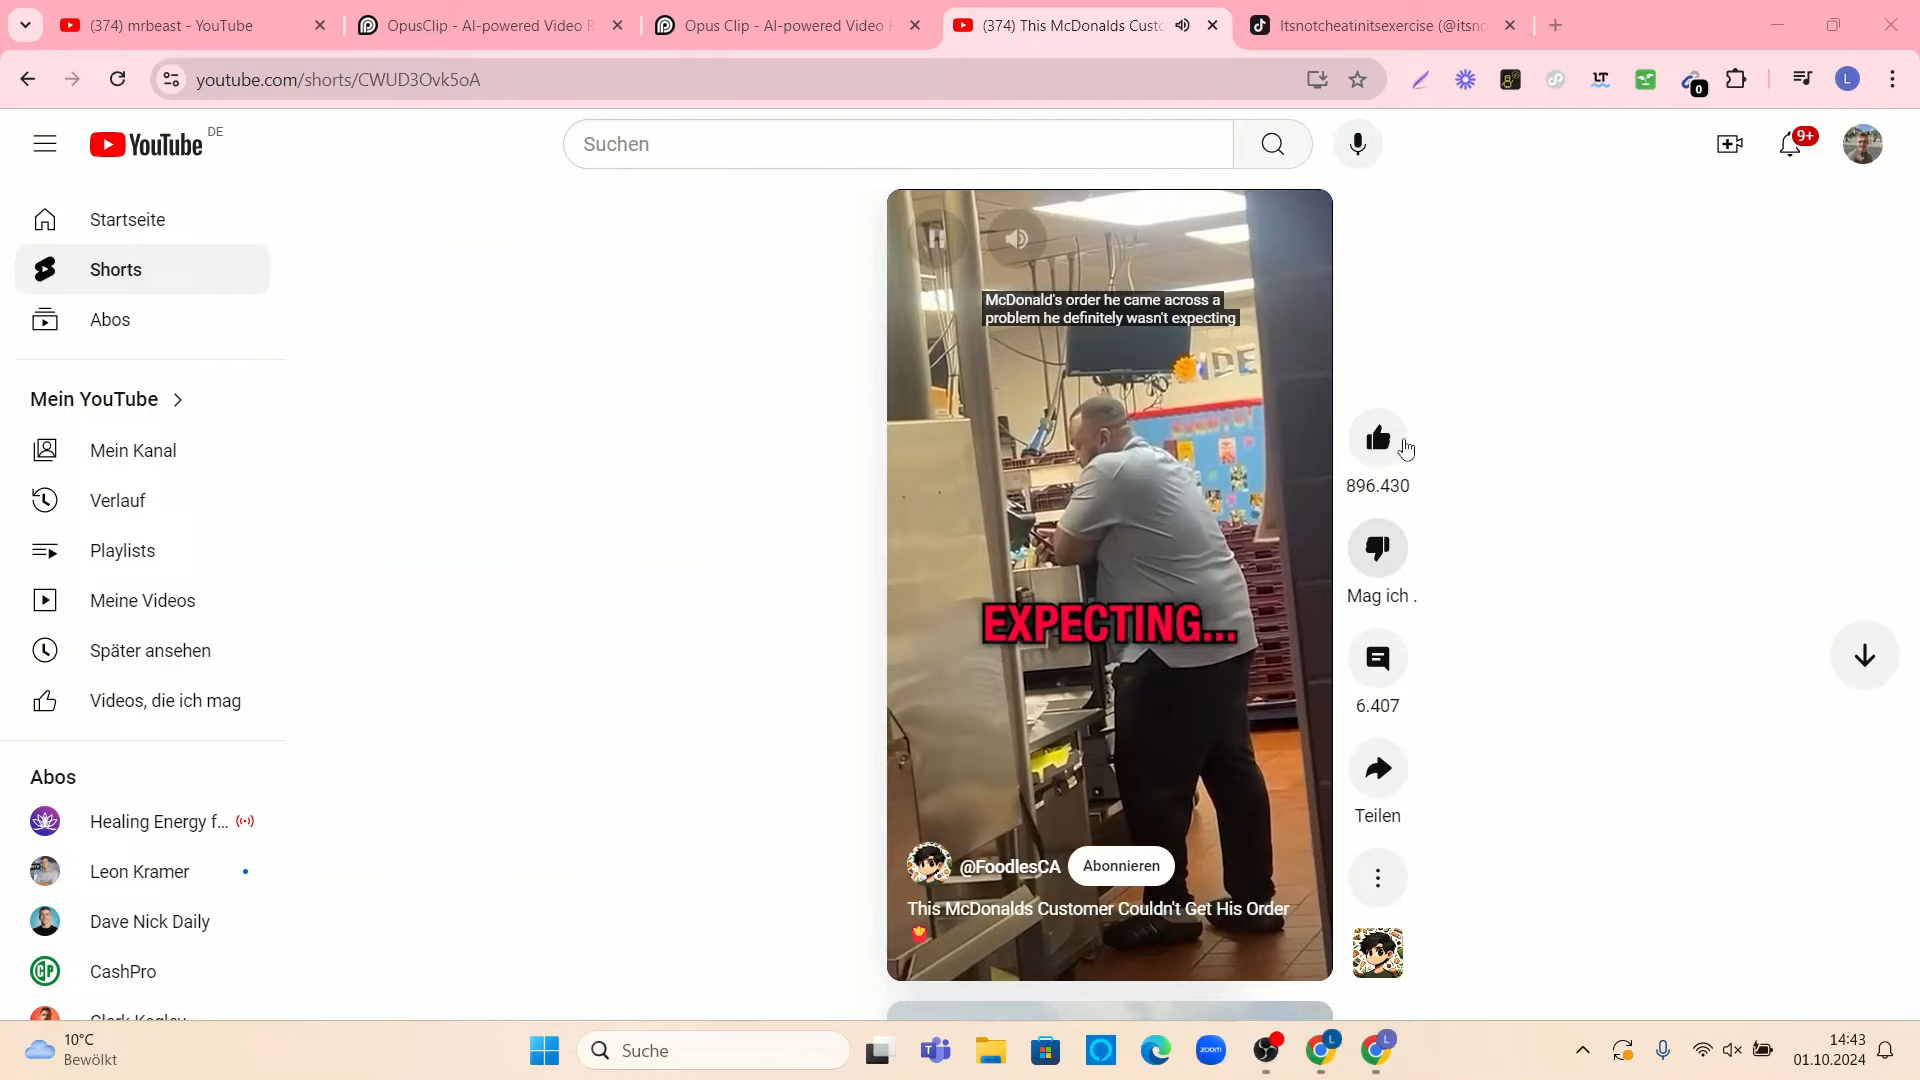 (374) mrbeast - YouTube
OpusClip - AI-powered Video R
Opus Clip - AI-powered Video
(374) This McDonalds Custo
Itsnotcheatinitsexercise (@itsno
youtube.com/shorts/CWUD3Ovk5oA
LT
0
L
YouTube
DE
Suchen
9+
Startseite
Shorts
Abos
Mein YouTube
Mein Kanal
Verlauf
Playlists
Meine Videos
Später ansehen
Videos, die ich mag
Abos
Healing Energy f...
Leon Kramer
Dave Nick Daily
CashPro
Clark Kegley
McDonald's order he came across a
problem he definitely wasn't expecting
EXPECTING...
@FoodlesCA
Abonnieren
This McDonalds Customer Couldn't Get His Order
896.430
Mag ich .
6.407
Teilen
10°C
Bewölkt
Suche
zoom
L
L
14:43
01.10.2024